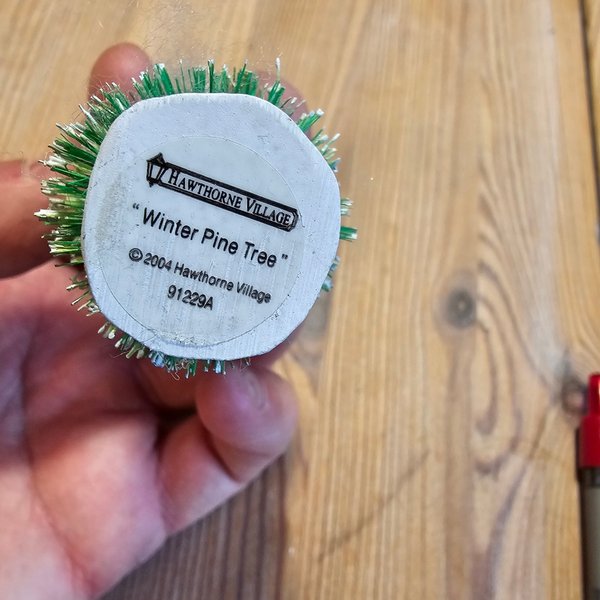 HAWTHORNE VILLAGE
"Winter Pine Tree"
© 2004 Hawthorne Village
91229A